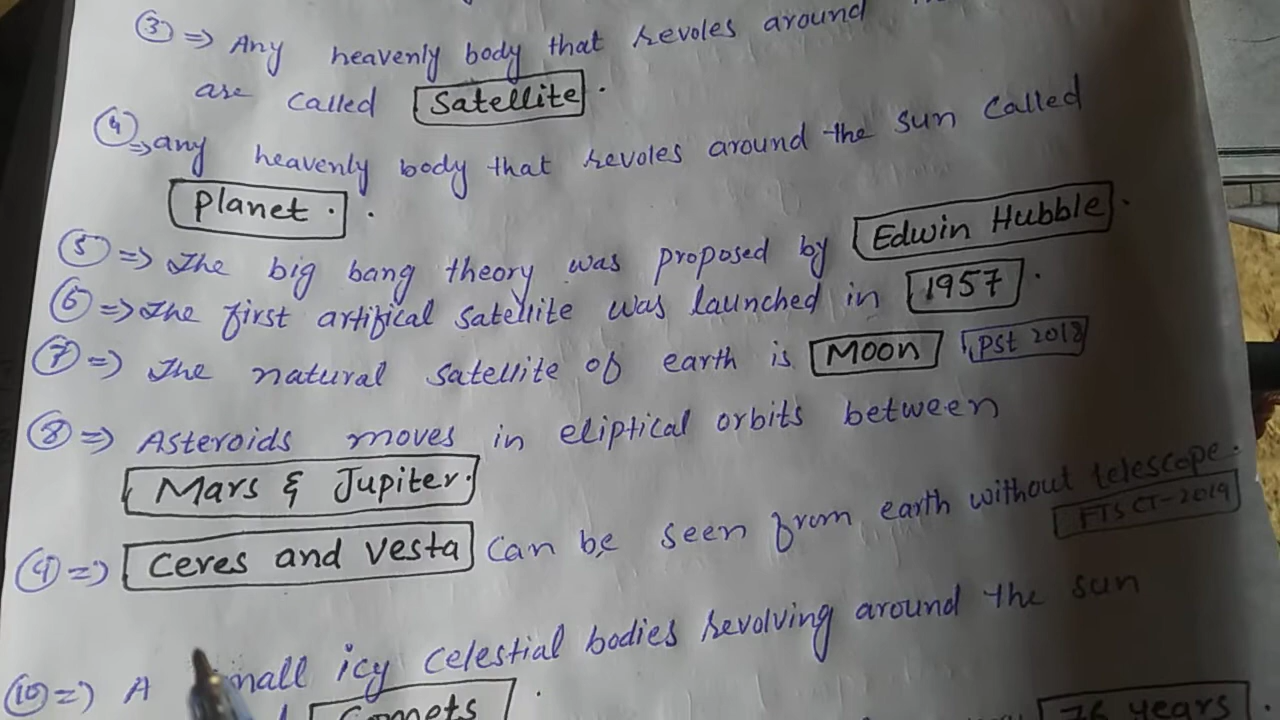 ③ => Any heavenly body that revoles around
are called Satellite.
④ => any heavenly body that revoles around the sun called
Planet. .
⑤ => The big bang theory was proposed by Edwin Hubble.
⑥ => The first artifical satellite was launched in 1957.
⑦ => The natural satellite of earth is Moon PST 2018
⑧ => Asteroids moves in eliptical orbits between
Mars & Jupiter.
⑨ => Ceres and Vesta can be seen from earth without telescope.
FTS CT-2019
⑩ => A small icy celestial bodies revolving around the sun
Comets. 76 years.